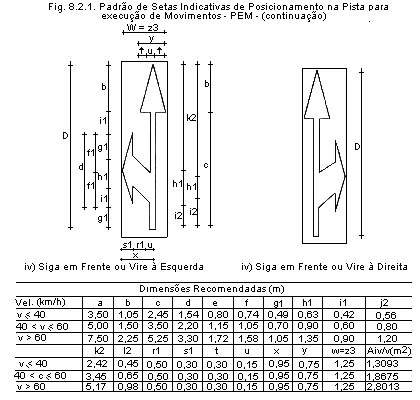 Fig. 8.2.1. Padrão de Setas Indicativas de Posicionamento na Pista para
execução de Movimentos - PEM - (continuação)
W = z3
y
t,u,t
b
i1
g1
h1
i1
g1
D
d
f1
f1
k2
h1
i2
b
c
h1
i2
s1,r1,u
x
D
iv) Siga em Frente ou Vire à Esquerda
iv) Siga em Frente ou Vire à Direita
Dimensões Recomendadas (m)
Vel. (km/h) a b c d e f g1 h1 i1 j2
v ≤ 40 3,50 1,05 2,45 1,54 0,80 0,74 0,49 0,63 0,42 0,56
40 < v ≤ 60 5,00 1,50 3,50 2,20 1,15 1,05 0,70 0,90 0,60 0,80
v > 60 7,50 2,25 5,25 3,30 1,72 1,58 1,05 1,35 0,90 1,20
k2 l2 r1 s1 t u x y w=z3 Aiv/v(m2)
v ≤ 40 2,42 0,45 0,50 0,30 0,30 0,15 0,95 0,75 1,25 1,3093
40 < c ≤ 60 3,45 0,65 0,50 0,30 0,30 0,15 0,95 0,75 1,25 1,8675
v > 60 5,17 0,98 0,50 0,30 0,30 0,15 0,95 0,75 1,25 2,8013